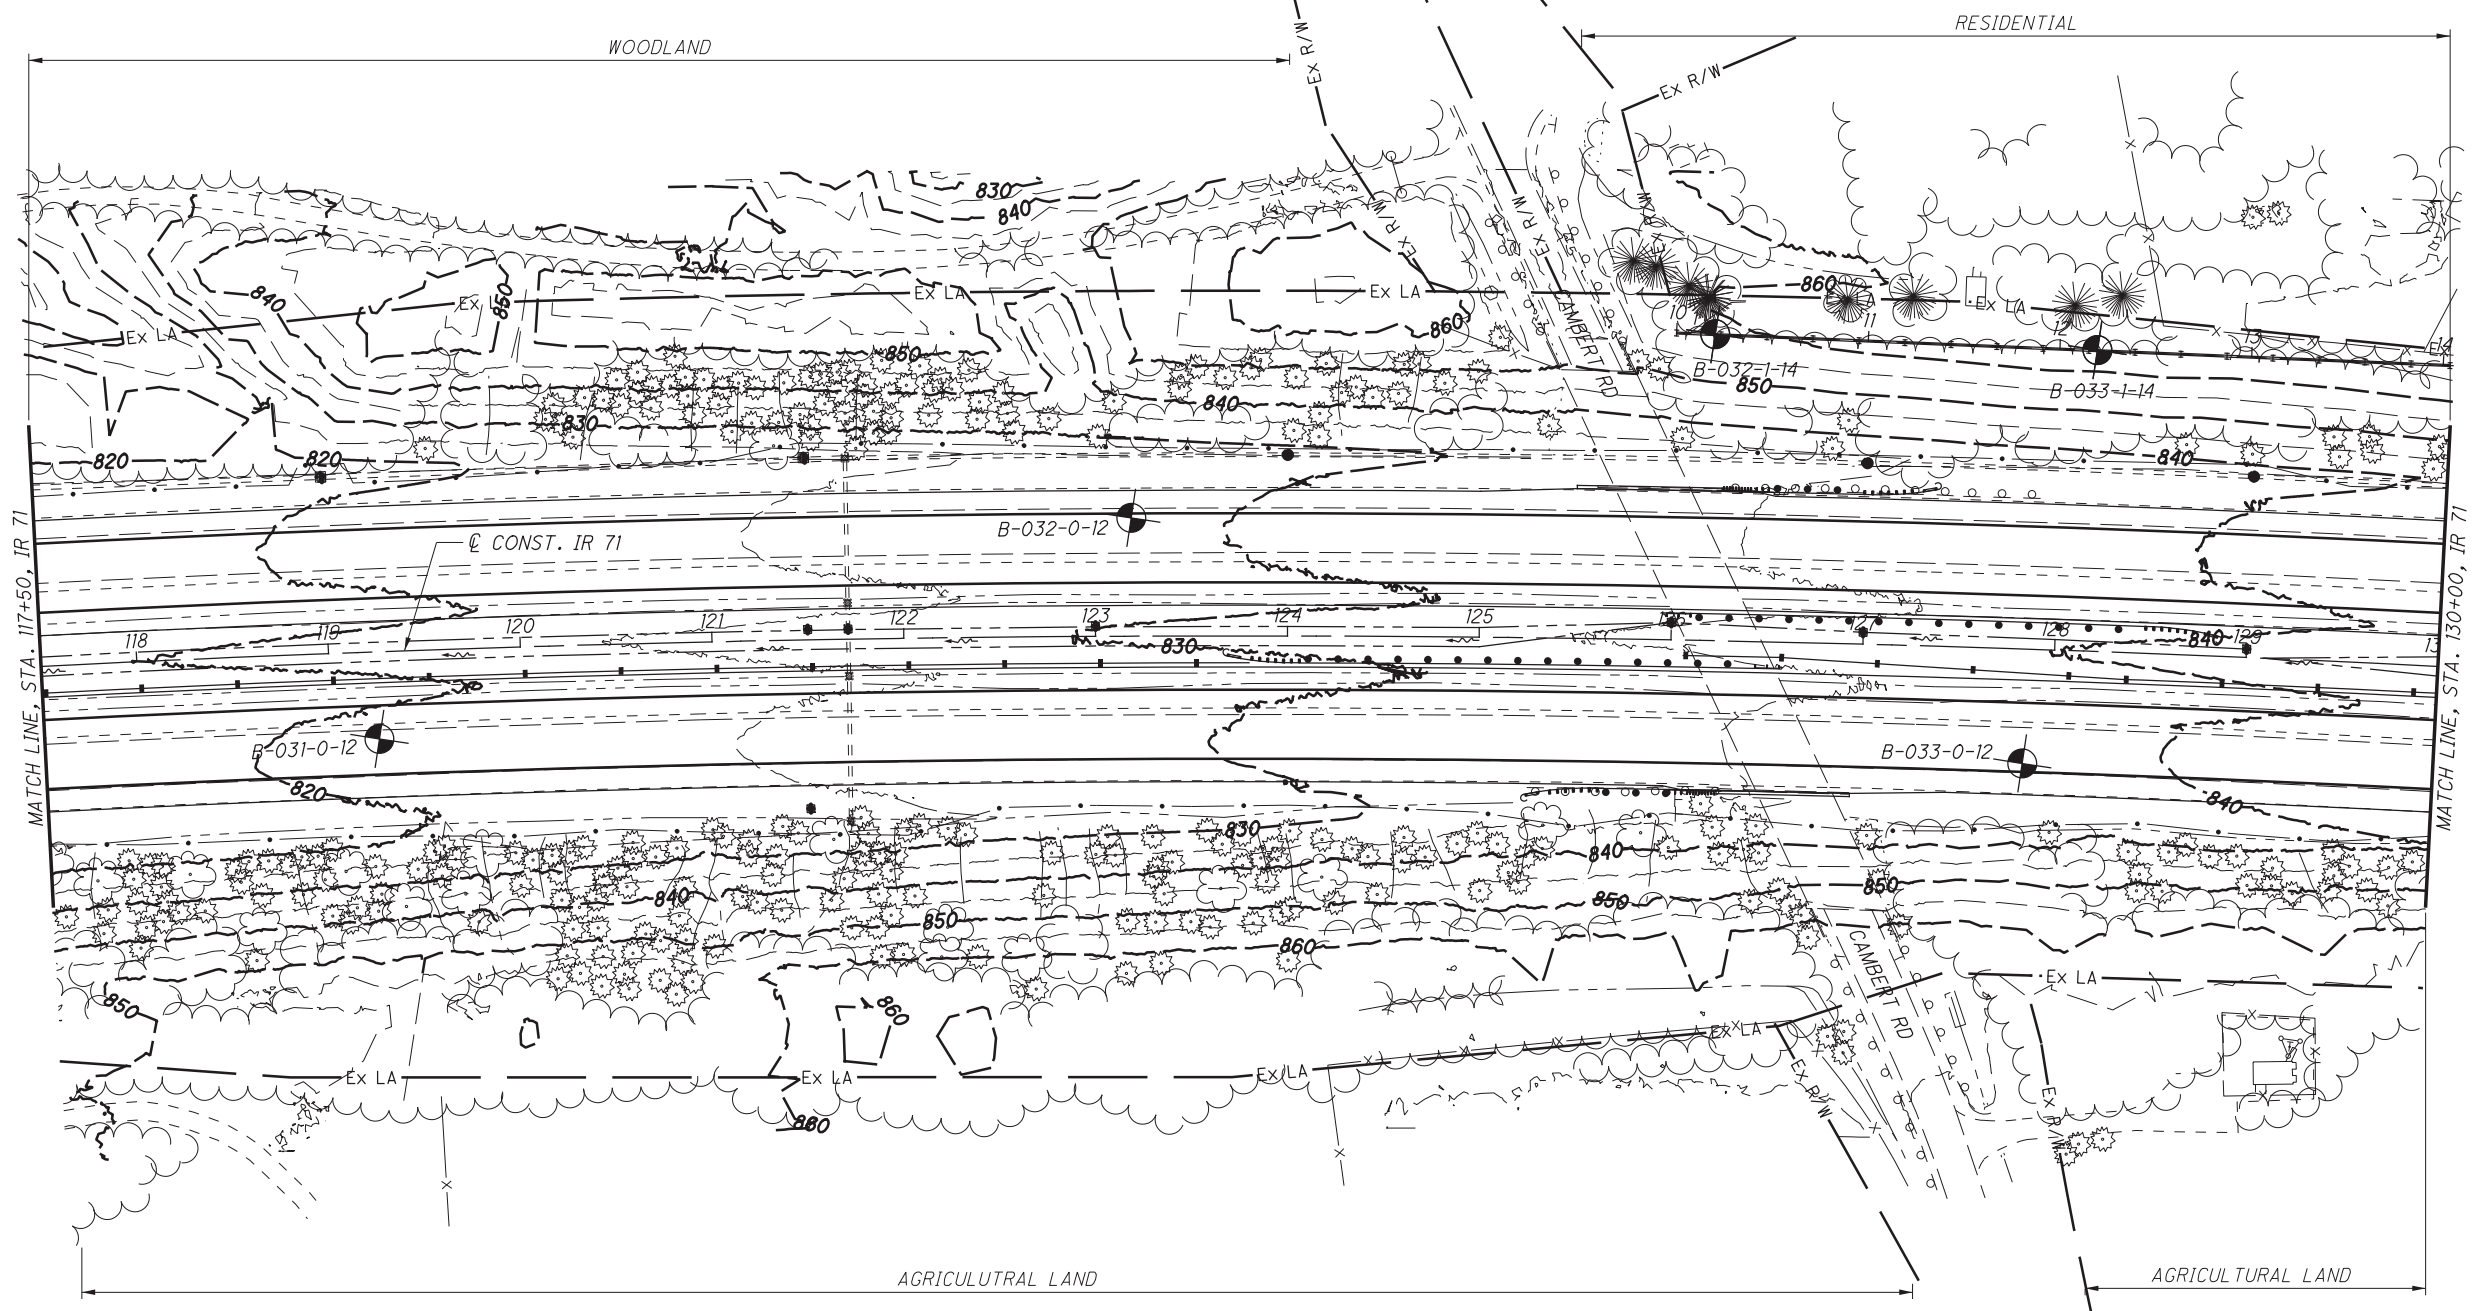 WOODLAND
RESIDENTIAL
Ex R/W
Ex R/W
Ex R/W
Ex R/W
Ex R/W
830
840
840
850
Ex LA
Ex
Ex LA
Ex LA
860
860
Ex LA
10
11
12
13
14
CAMBERT RD
B-032-1-14
B-033-1-14
850
850
840
840
830
820
820
MATCH LINE, STA. 117+50, IR 71
MATCH LINE, STA. 130+00, IR 71
B-032-0-12
℄ CONST. IR 71
118
119
120
121
122
123
124
125
126
127
128
129
13
830
840
B-031-0-12
B-033-0-12
820
840
830
840
840
850
850
850
860
850
860
CAMBERT RD
Ex LA
Ex LA
Ex LA
Ex LA
Ex LA
Ex R/W
Ex R/W
860
AGRICULUTRAL LAND
AGRICULTURAL LAND